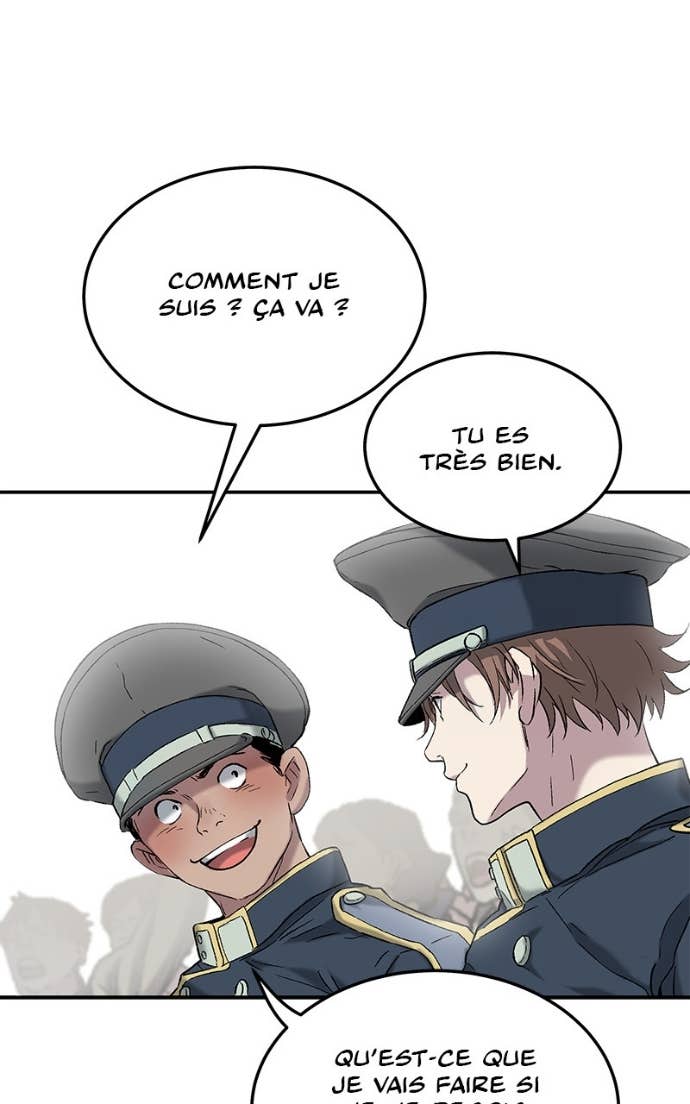 COMMENT JE
SUIS ? ÇA VA ?
TU ES
TRÈS BIEN.
QU'EST-CE QUE
JE VAIS FAIRE SI